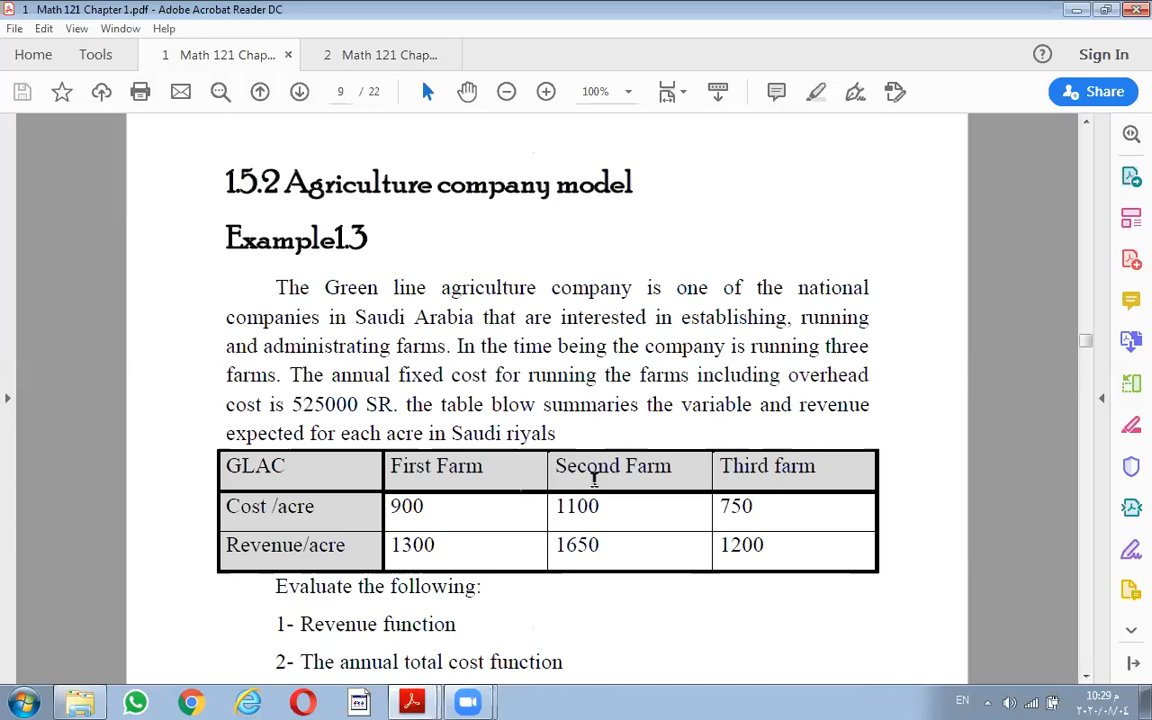 1 Math 121 Chapter 1.pdf - Adobe Acrobat Reader DC
File Edit View Window Help
Home Tools 1 Math 121 Chap... × 2 Math 121 Chap... ? Sign In
9 / 22 100% Share
1.5.2 Agriculture company model
Example1.3
The Green line agriculture company is one of the national
companies in Saudi Arabia that are interested in establishing, running
and administrating farms. In the time being the company is running three
farms. The annual fixed cost for running the farms including overhead
cost is 525000 SR. the table blow summaries the variable and revenue
expected for each acre in Saudi riyals
GLAC First Farm Second Farm Third farm
Cost /acre 900 1100 750
Revenue/acre 1300 1650 1200
Evaluate the following:
1- Revenue function
2- The annual total cost function
EN 10:29 م
٢٠٢٠/٠٨/٠٤